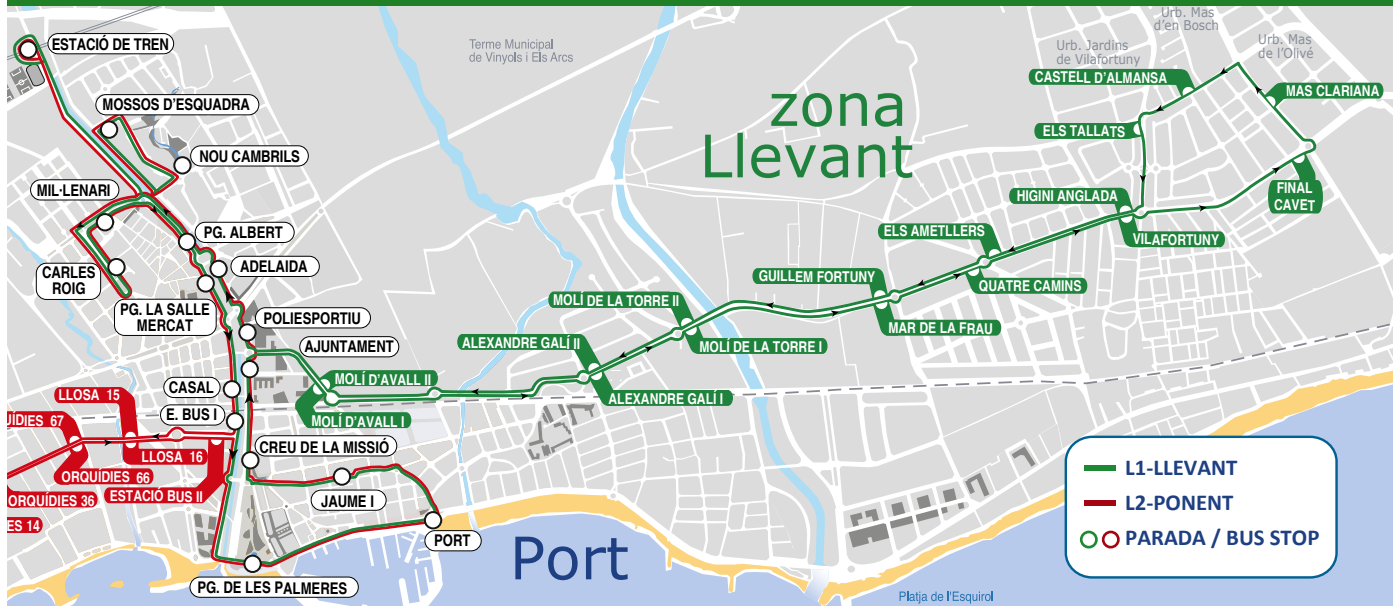 ESTACIÓ DE TREN
MOSSOS D'ESQUADRA
NOU CAMBRILS
MIL·LENARI
PG. ALBERT
ADELAIDA
CARLES
ROIG
PG. LA SALLE
MERCAT
POLIESPORTIU
AJUNTAMENT
CASAL
E. BUS I
CREU DE LA MISSIÓ
JAUME I
PORT
PG. DE LES PALMERES
LLOSA 15
UÍDIES 67
LLOSA 16
ORQUÍDIES 66
ORQUÍDIES 36
ESTACIÓ BUS II
ES 14
Terme Municipal
de Vinyols i Els Arcs
zona
Llevant
Urb. Mas
d'en Bosch
Urb. Jardins
de Vilafortuny
Urb. Mas
de l'Olivé
CASTELL D'ALMANSA
MAS CLARIANA
ELS TALLATS
HIGINI ANGLADA
FINAL
CAVET
VILAFORTUNY
ELS AMETLLERS
QUATRE CAMINS
GUILLEM FORTUNY
MAR DE LA FRAU
MOLÍ DE LA TORRE II
MOLÍ DE LA TORRE I
ALEXANDRE GALÍ II
ALEXANDRE GALÍ I
MOLÍ D'AVALL II
MOLÍ D'AVALL I
Port
Platja de l'Esquirol
L1-LLEVANT
L2-PONENT
PARADA / BUS STOP